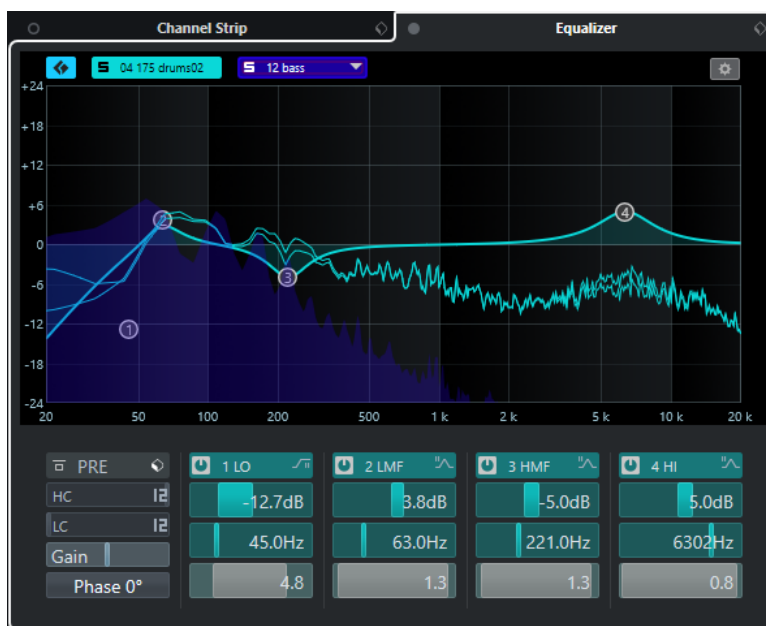 Channel Strip
Equalizer
S 04 175 drums02
S 12 bass
+24
+18
+12
+6
0
-6
-12
-18
-24
1
2
3
4
20 50 100 200 500 1 k 2 k 5 k 10 k 20 k
PRE
HC 12
LC 12
Gain
Phase 0°
1 LO
-12.7dB
45.0Hz
4.8
2 LMF
3.8dB
63.0Hz
1.3
3 HMF
-5.0dB
221.0Hz
1.3
4 HI
5.0dB
6302Hz
0.8